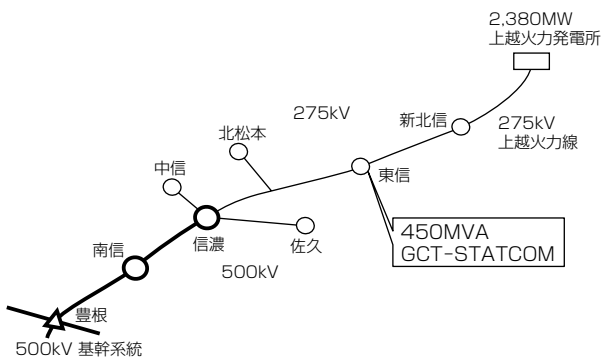 2,380MW
上越火力発電所
275kV
新北信
275kV
上越火力線
北松本
中信
東信
450MVA
GCT-STATCOM
信濃
佐久
南信
500kV
豊根
500kV 基幹系統